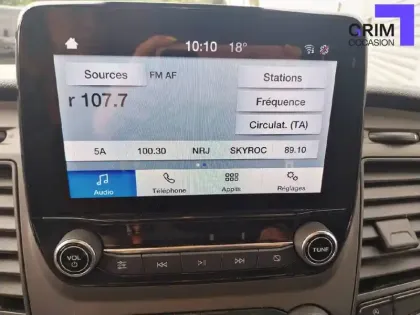 CRIM
OCCASION
10:10 18°
Sources FM AF Stations
r 107.7 Fréquence
Circulat. (TA)
5A 100.30 NRJ SKYROC 89.10
Audio Téléphone Applis Réglages
VOL TUNE